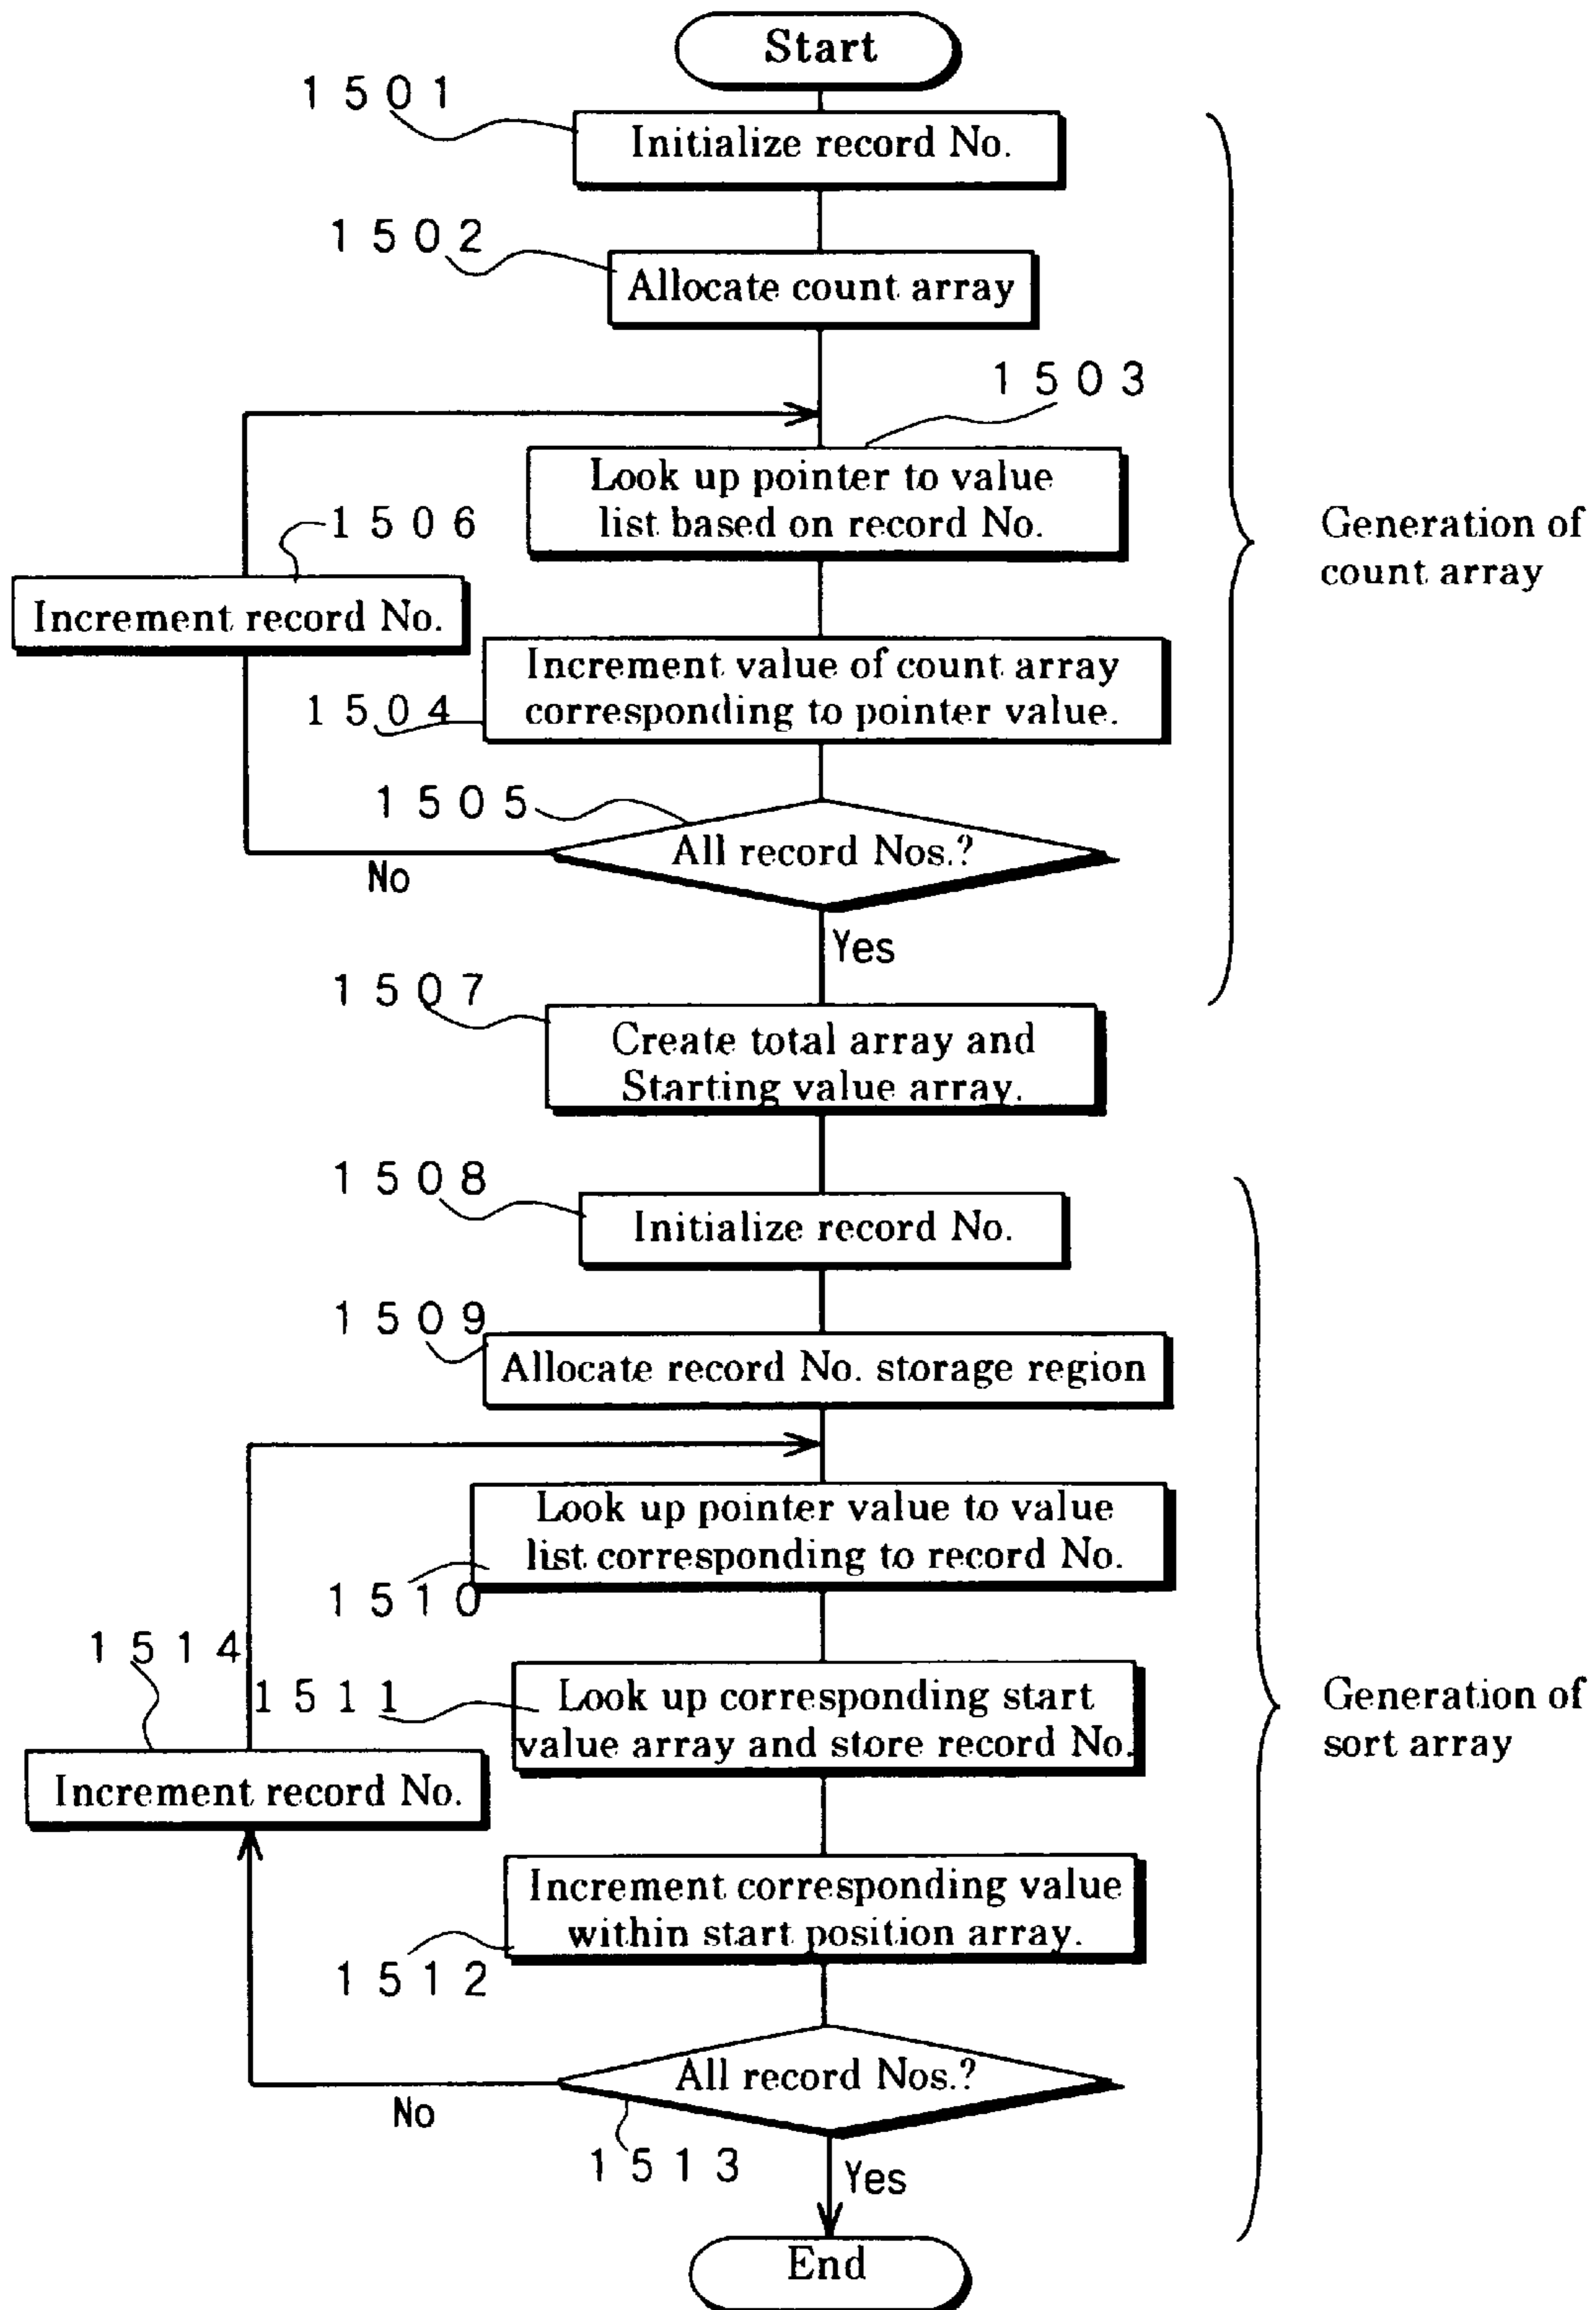 Start
1501
Initialize record No.
1502
Allocate count array
1503
Look up pointer to value
list based on record No.
1506
Increment record No.
Generation of
count array
Increment value of count array
corresponding to pointer value.
1504
1505
All record Nos.?
No
Yes
1507
Create total array and
Starting value array.
1508
Initialize record No.
1509
Allocate record No. storage region
Look up pointer value to value
list corresponding to record No.
1510
1514
1511
Look up corresponding start
value array and store record No.
Generation of
sort array
Increment record No.
Increment corresponding value
within start position array.
1512
All record Nos.?
No
1513
Yes
End